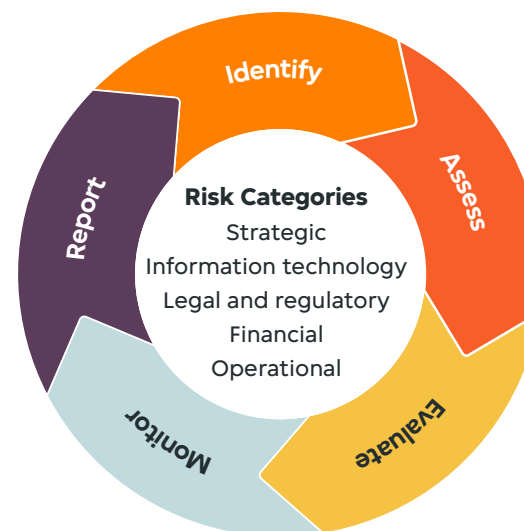 Identify
Assess
Evaluate
Monitor
Report
Risk Categories
Strategic
Information technology
Legal and regulatory
Financial
Operational